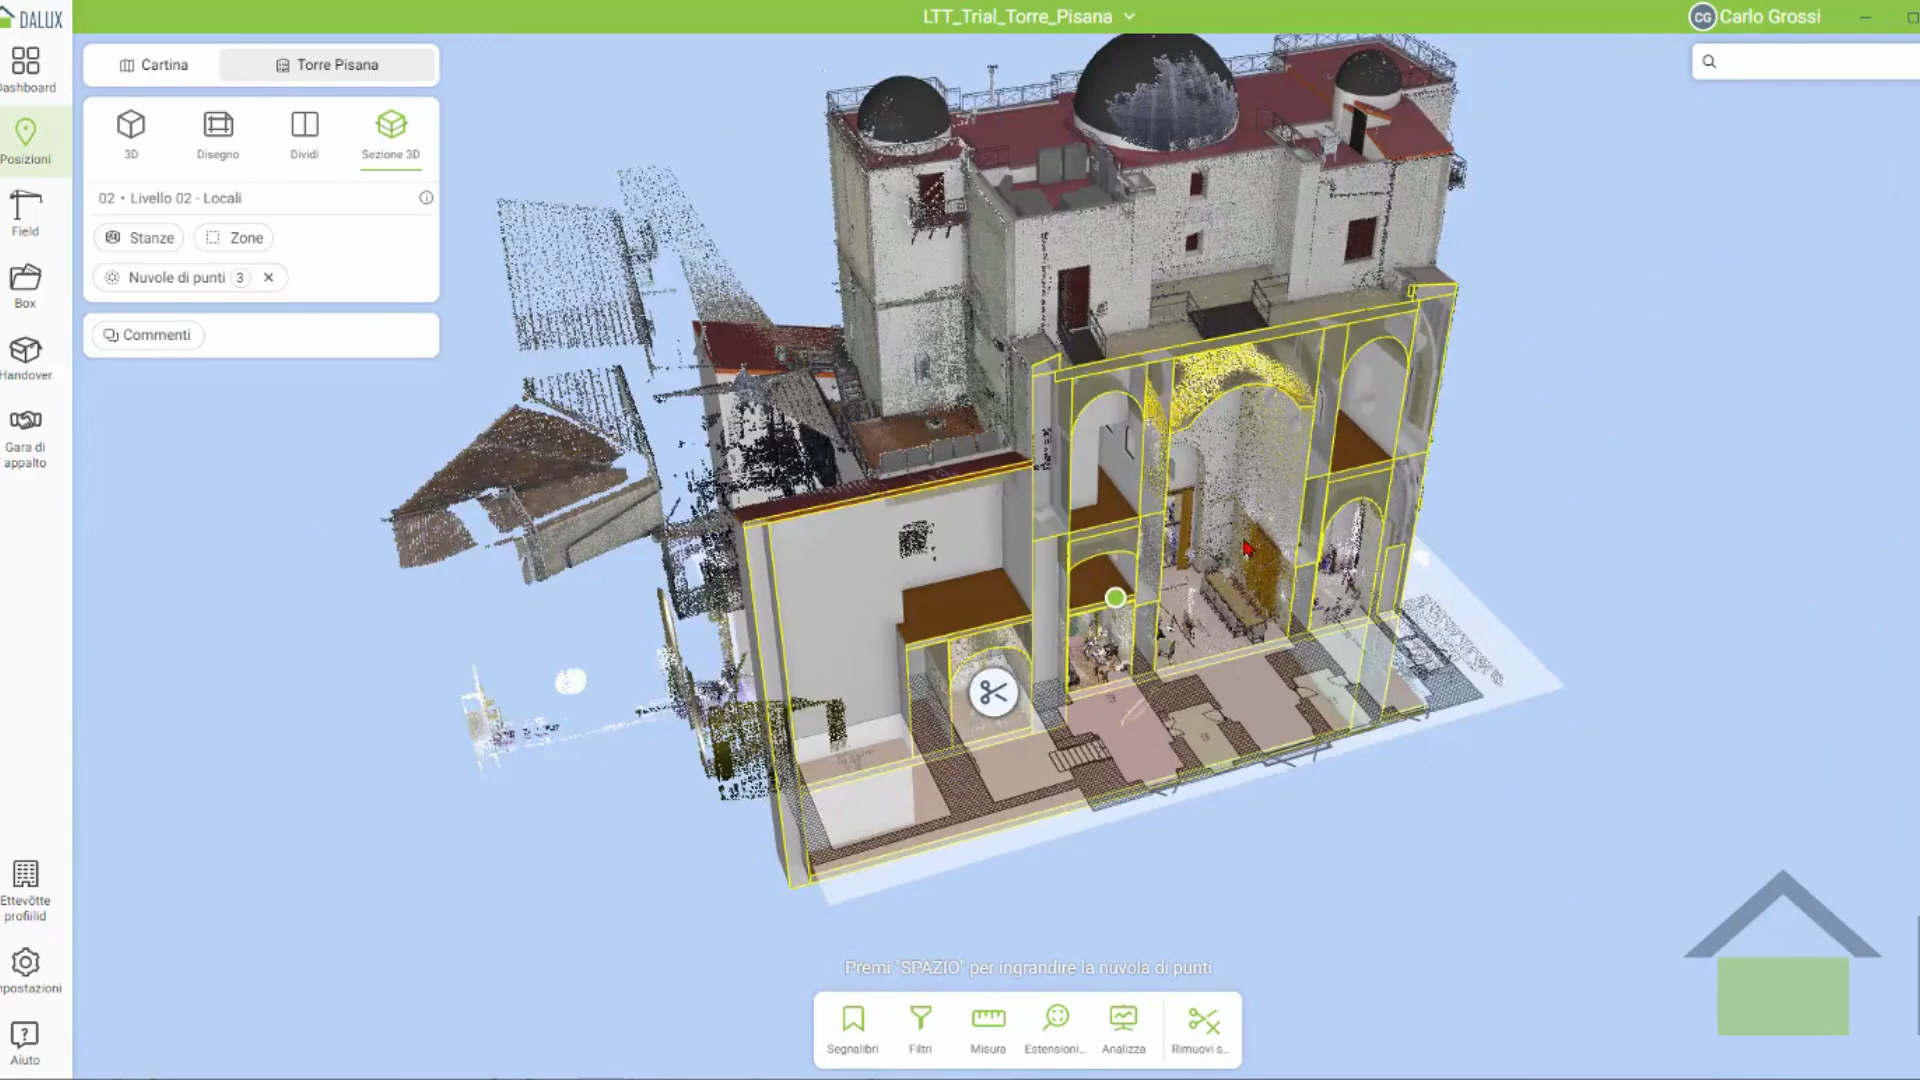 DALUX
LTT_Trial_Torre_Pisana
CG Carlo Grossi
Dashboard
Posizioni
Field
Box
Handover
Gara di
appalto
Ettevõtte
profiilid
mpostazioni
Aiuto
Cartina
Torre Pisana
3D
Disegno
Dividi
Sezione 3D
02 • Livello 02 - Locali
Stanze
Zone
Nuvole di punti 3
Commenti
Premi "SPAZIO" per ingrandire la nuvola di punti
Segnalibri
Filtri
Misura
Estensioni...
Analizza
Rimuovi s...